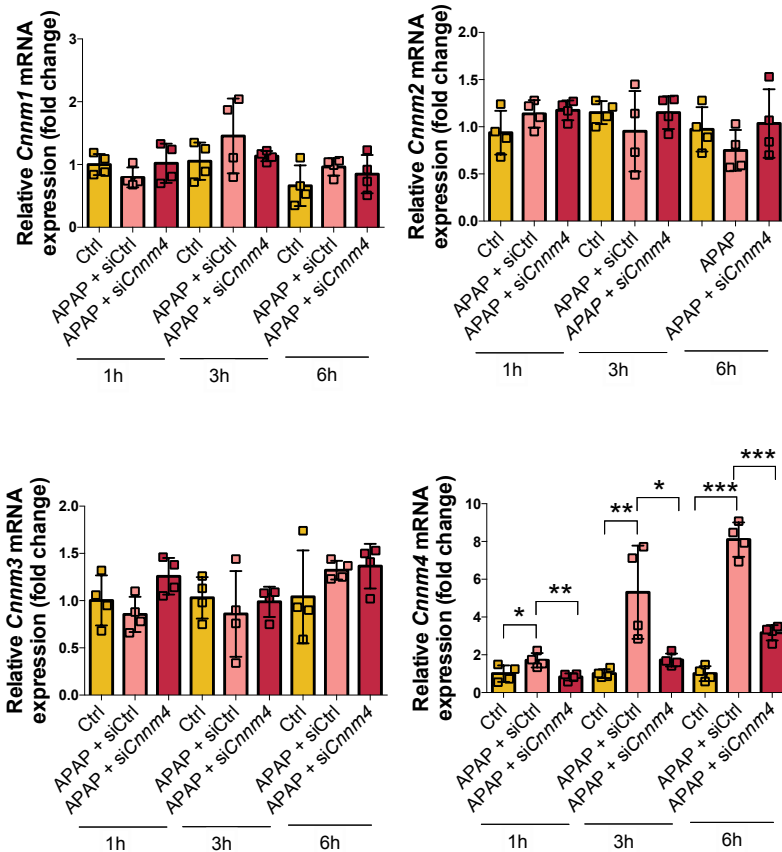 Relative Cnnm1 mRNA
expression (fold change)
3
2
1
0
Ctrl
APAP + siCtrl
APAP + siCnnm4
Ctrl
APAP + siCtrl
APAP + siCnnm4
Ctrl
APAP + siCtrl
APAP + siCnnm4
1h
3h
6h
Relative Cnnm2 mRNA
expression (fold change)
2.0
1.5
1.0
0.5
0.0
Ctrl
APAP + siCtrl
APAP + siCnnm4
Ctrl
APAP + siCtrl
APAP + siCnnm4
Ctrl
APAP
APAP + siCnnm4
1h
3h
6h
Relative Cnnm3 mRNA
expression (fold change)
2.0
1.5
1.0
0.5
0.0
Ctrl
APAP + siCtrl
APAP + siCnnm4
Ctrl
APAP + siCtrl
APAP + siCnnm4
Ctrl
APAP + siCtrl
APAP + siCnnm4
1h
3h
6h
Relative Cnnm4 mRNA
expression (fold change)
10
8
6
4
2
0
*
**
**
*
***
***
Ctrl
APAP + siCtrl
APAP + siCnnm4
Ctrl
APAP + siCtrl
APAP + siCnnm4
Ctrl
APAP + siCtrl
APAP + siCnnm4
1h
3h
6h